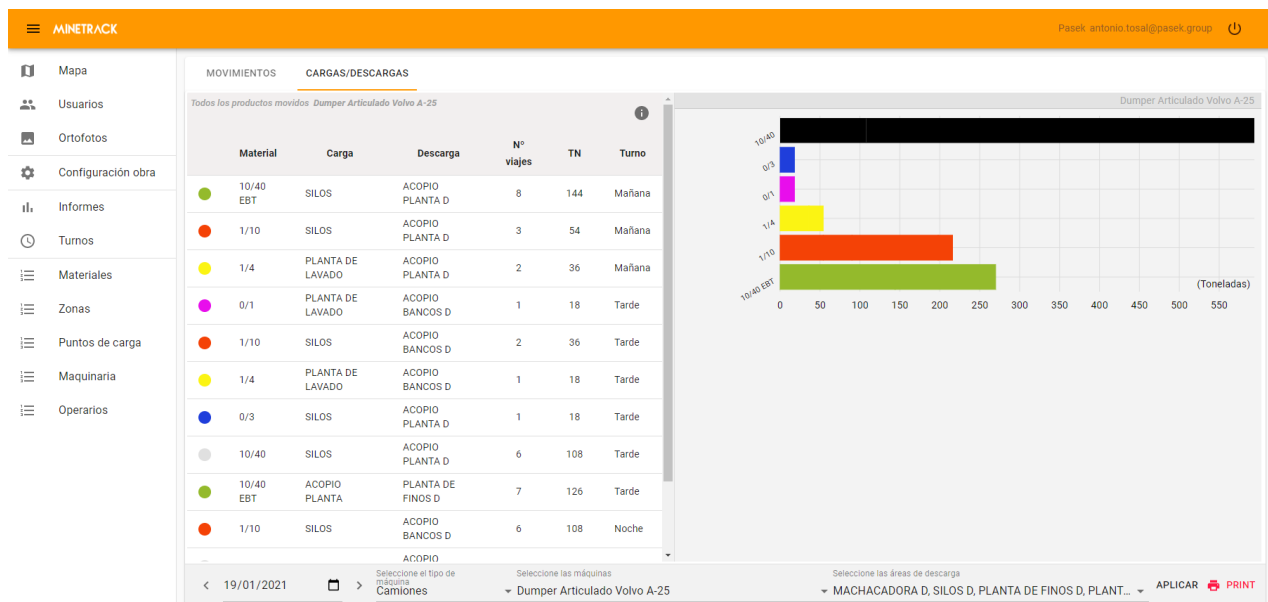 MINETRACK
Pasek antonio.tosal@pasek.group
Mapa
Usuarios
Ortofotos
Configuración obra
Informes
Turnos
Materiales
Zonas
Puntos de carga
Maquinaria
Operarios
MOVIMIENTOS CARGAS/DESCARGAS
Todos los productos movidos Dumper Articulado Volvo A-25
Material Carga Descarga Nº viajes TN Turno
10/40 EBT SILOS ACOPIO PLANTA D 8 144 Mañana
1/10 SILOS ACOPIO PLANTA D 3 54 Mañana
1/4 PLANTA DE LAVADO ACOPIO PLANTA D 2 36 Mañana
0/1 PLANTA DE LAVADO ACOPIO BANCOS D 1 18 Tarde
1/10 SILOS ACOPIO BANCOS D 2 36 Tarde
1/4 PLANTA DE LAVADO ACOPIO BANCOS D 1 18 Tarde
0/3 SILOS ACOPIO PLANTA D 1 18 Tarde
10/40 SILOS ACOPIO PLANTA D 6 108 Tarde
10/40 EBT ACOPIO PLANTA PLANTA DE FINOS D 7 126 Tarde
1/10 SILOS ACOPIO BANCOS D 6 108 Noche
ACOPIO
Dumper Articulado Volvo A-25
10/40
0/3
0/1
1/4
1/10
10/40 EBT
(Toneladas)
0 50 100 150 200 250 300 350 400 450 500 550
19/01/2021
Seleccione el tipo de máquina
Camiones
Seleccione las máquinas
Dumper Articulado Volvo A-25
Seleccione las áreas de descarga
MACHACADORA D, SILOS D, PLANTA DE FINOS D, PLANT...
APLICAR PRINT